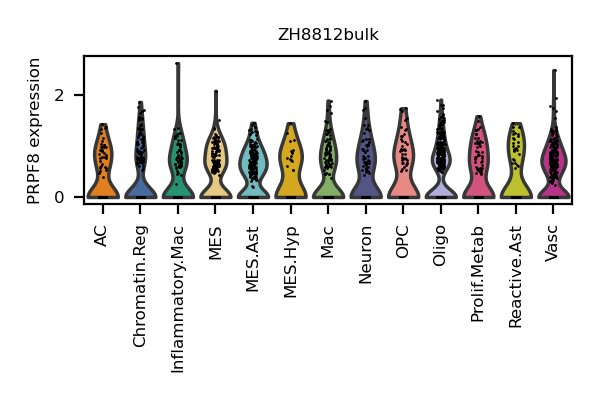 ZH8812bulk
PRPF8 expression
2
0
AC
Chromatin.Reg
Inflammatory.Mac
MES
MES.Ast
MES.Hyp
Mac
Neuron
OPC
Oligo
Prolif.Metab
Reactive.Ast
Vasc